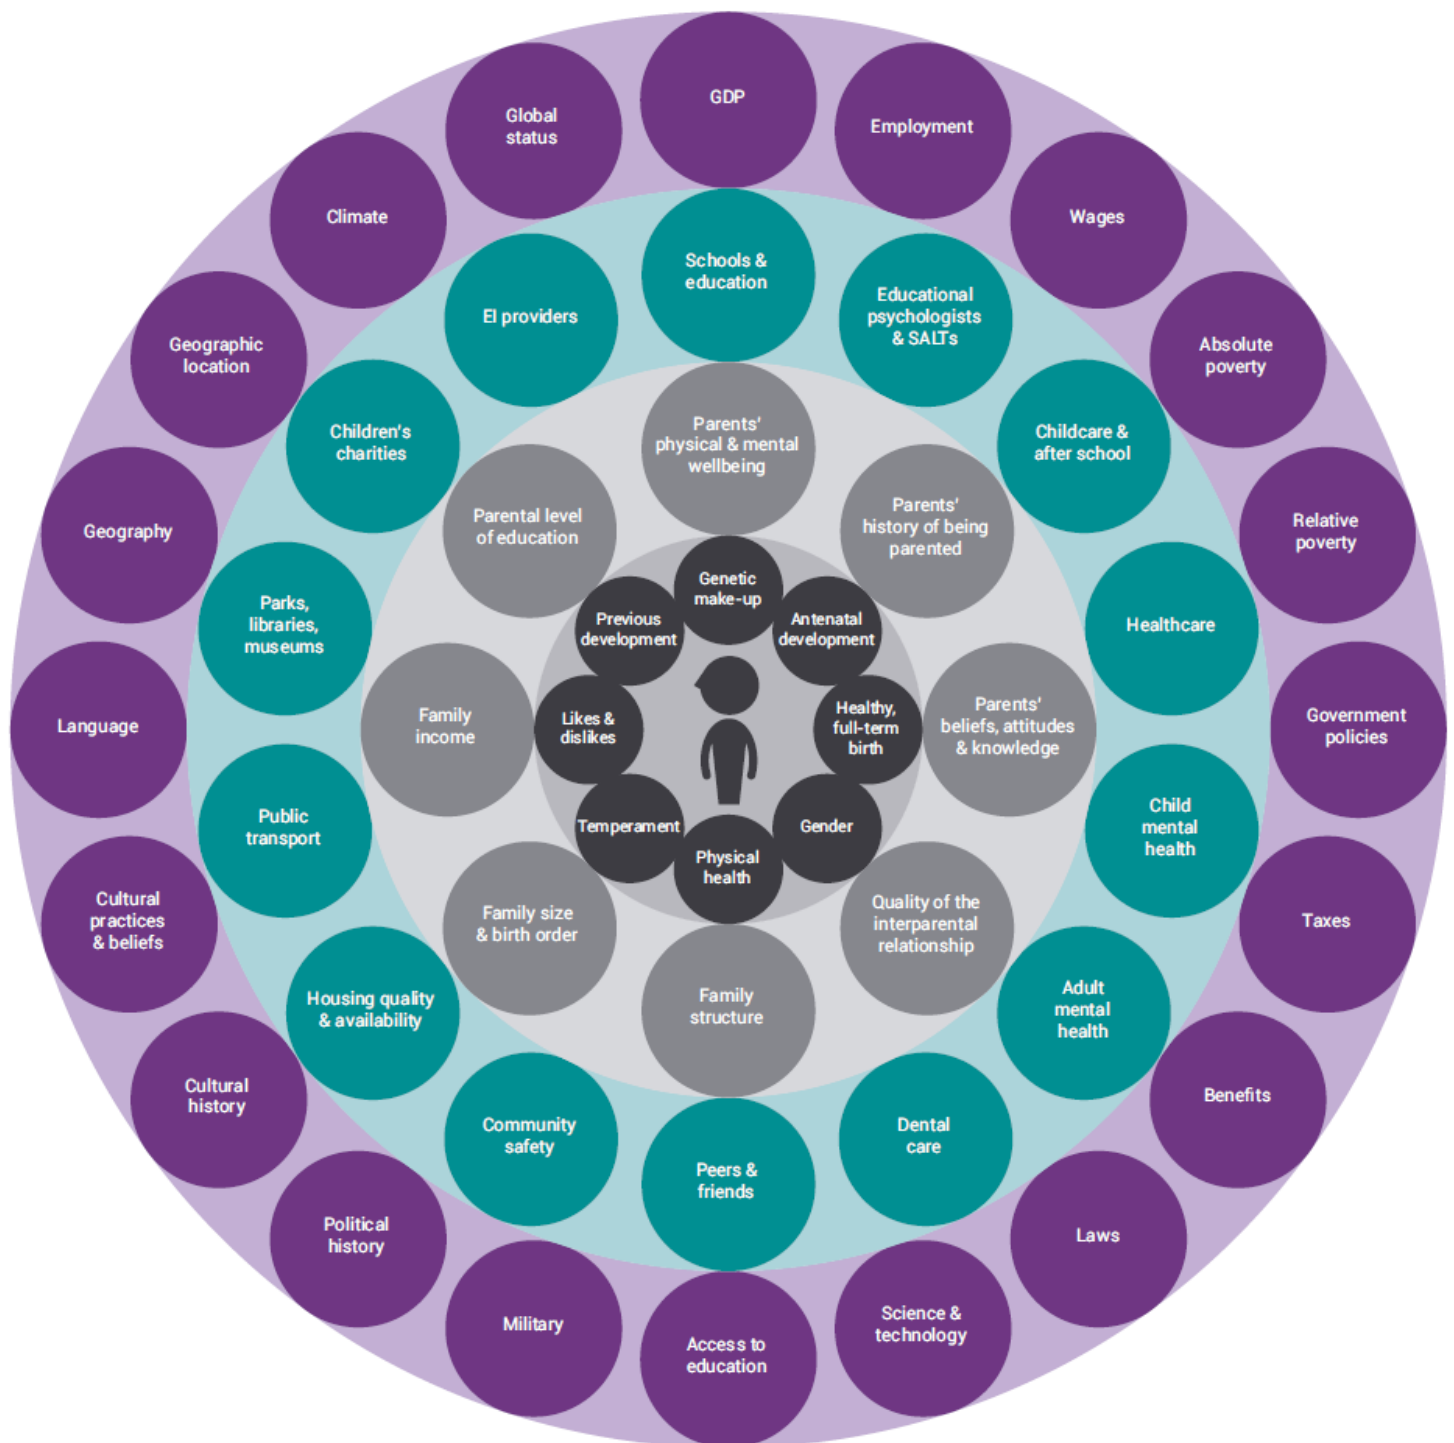 GDP
Employment
Wages
Absolute
poverty
Relative
poverty
Government
policies
Taxes
Benefits
Laws
Science &
technology
Access to
education
Military
Political
history
Cultural
history
Cultural
practices
& beliefs
Language
Geography
Geographic
location
Climate
Global
status
Schools &
education
Educational
psychologists
& SALTs
Childcare &
after school
Healthcare
Child
mental
health
Adult
mental
health
Dental
care
Peers &
friends
Community
safety
Housing quality
& availability
Public
transport
Parks,
libraries,
museums
Children's
charities
EI providers
Parents'
physical & mental
wellbeing
Parents'
history of being
parented
Parents'
beliefs, attitudes
& knowledge
Quality of the
interparental
relationship
Family
structure
Family size
& birth order
Family
income
Parental level
of education
Genetic
make-up
Antenatal
development
Healthy,
full-term
birth
Gender
Physical
health
Temperament
Likes &
dislikes
Previous
development